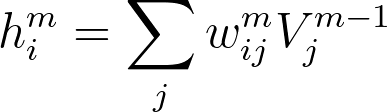 h_i^m = \sum_j w_{ij}^m V_j^{m-1}